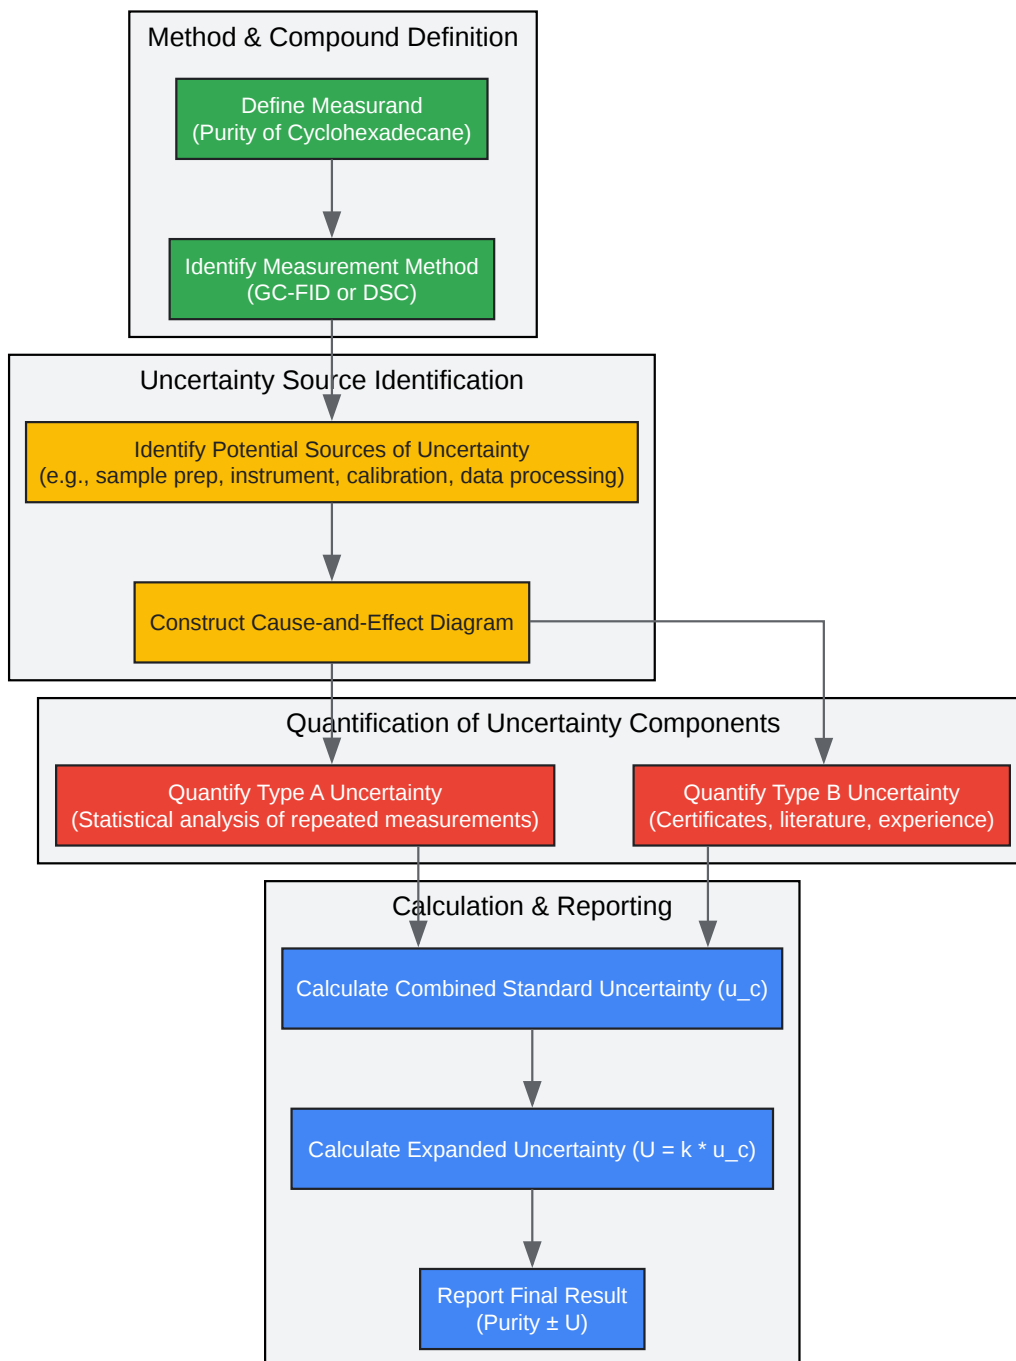 Method & Compound Definition
Define Measurand
(Purity of Cyclohexadecane)
Identify Measurement Method
(GC-FID or DSC)
Uncertainty Source Identification
Identify Potential Sources of Uncertainty
(e.g., sample prep, instrument, calibration, data processing)
Construct Cause-and-Effect Diagram
Quantification of Uncertainty Components
Quantify Type A Uncertainty
(Statistical analysis of repeated measurements)
Quantify Type B Uncertainty
(Certificates, literature, experience)
Calculation & Reporting
Calculate Combined Standard Uncertainty (u_c)
Calculate Expanded Uncertainty (U = k * u_c)
Report Final Result
(Purity ± U)